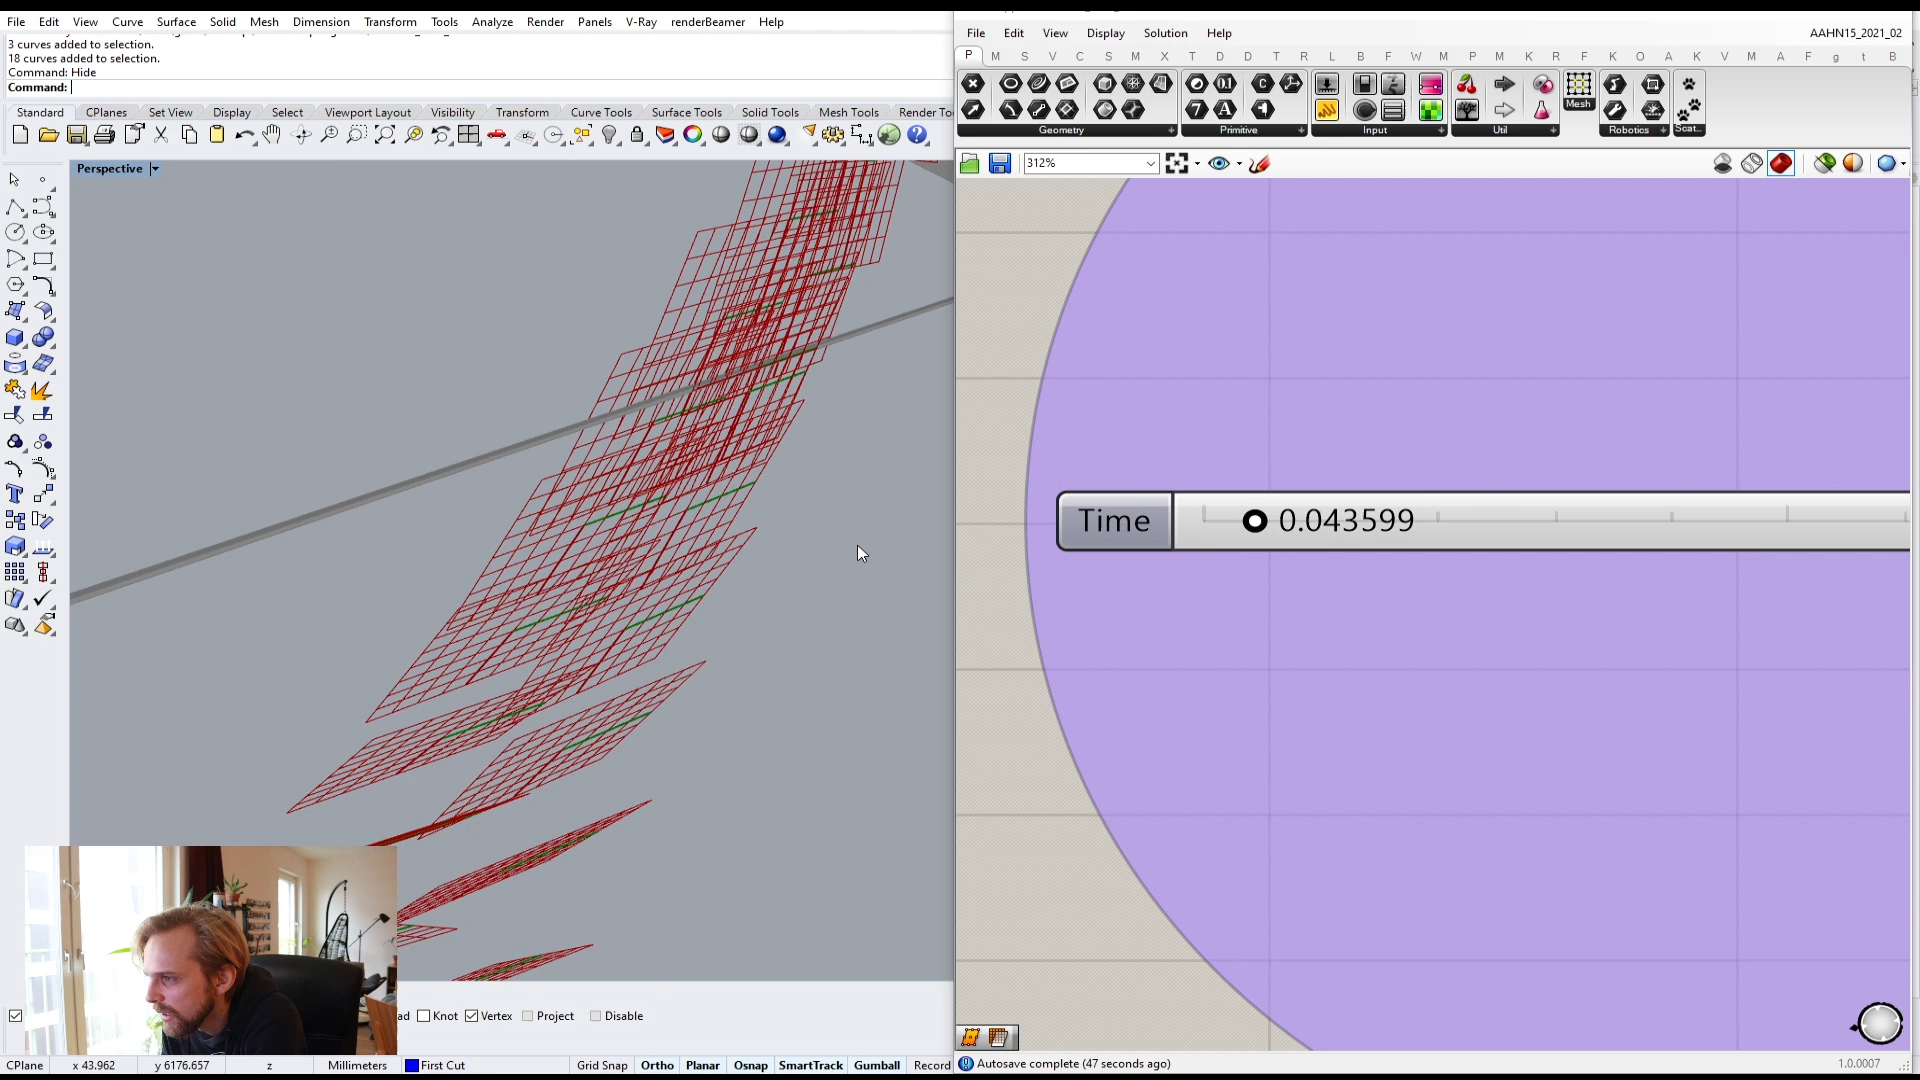 File Edit View Curve Surface Solid Mesh Dimension Transform Tools Analyze Render Panels V-Ray renderBeamer Help
3 curves added to selection.
18 curves added to selection.
Command: Hide
Command:
Standard CPlanes Set View Display Select Viewport Layout Visibility Transform Curve Tools Surface Tools Solid Tools Mesh Tools Render To
Perspective
ad Knot Vertex Project Disable
CPlane x 43.962 y 6176.657 z Millimeters First Cut Grid Snap Ortho Planar Osnap SmartTrack Gumball Record
File Edit View Display Solution Help AAHN15_2021_02
P M S V C S M X T D D T R L B F W M P M S M K K O A K V M A F g t B
Geometry Primitive Input Util Mesh Robotics Scat...
312%
Time 0.043599
Autosave complete (47 seconds ago) 1.0.0007